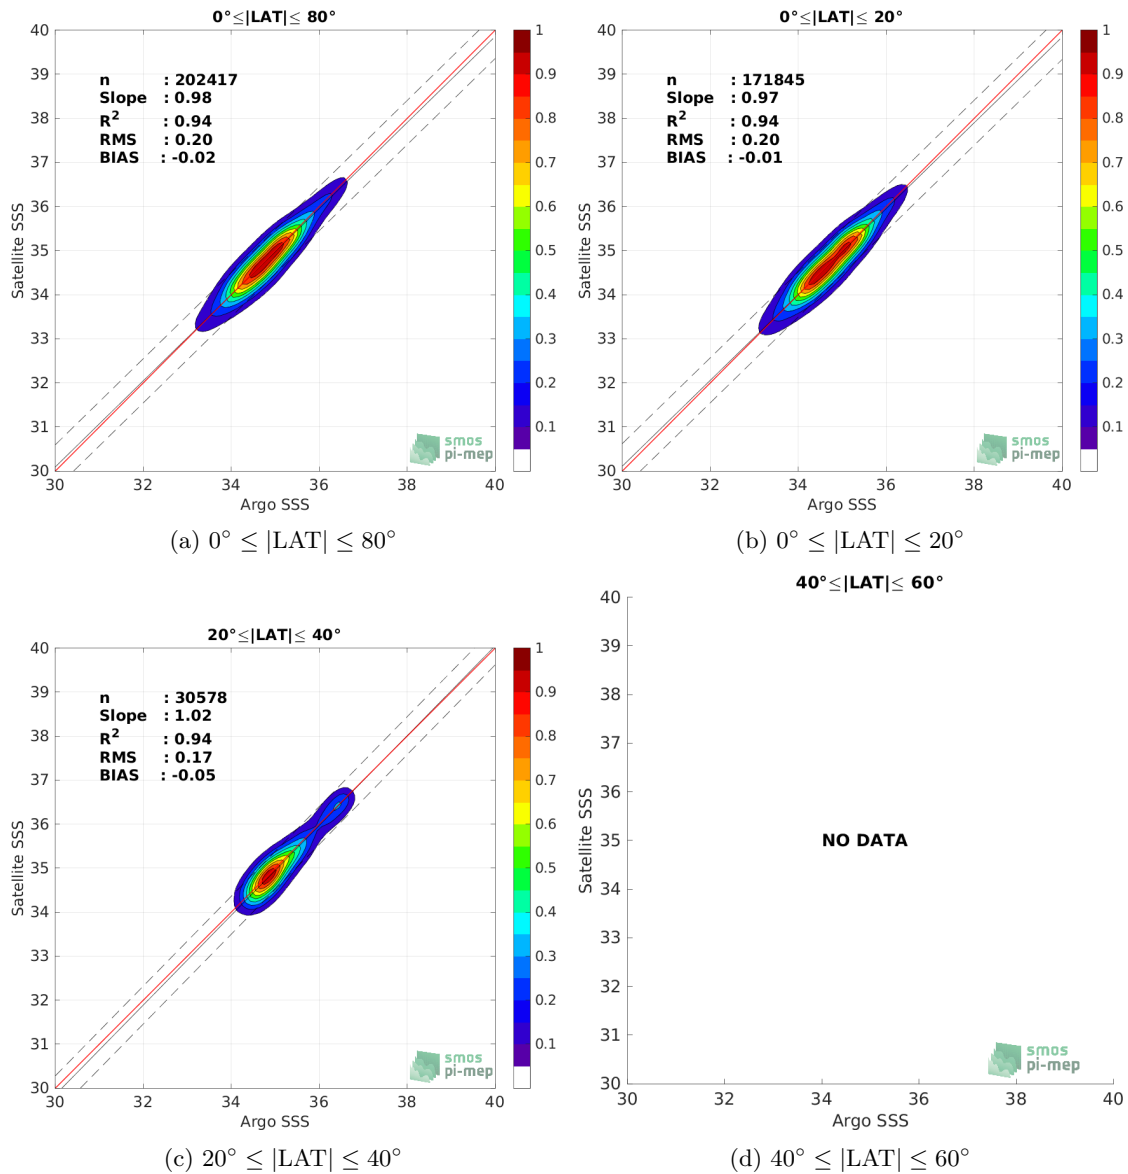 0°≤|LAT|≤ 80°
40
39
38
37
36
35
34
33
32
31
30
30
32
34
36
38
40
Satellite SSS
Argo SSS
n : 202417
Slope : 0.98
R² : 0.94
RMS : 0.20
BIAS : -0.02
1
0.9
0.8
0.7
0.6
0.5
0.4
0.3
0.2
0.1
smos
pi-mep
(a) 0° ≤ |LAT| ≤ 80°
0°≤|LAT|≤ 20°
40
39
38
37
36
35
34
33
32
31
30
30
32
34
36
38
40
Satellite SSS
Argo SSS
n : 171845
Slope : 0.97
R² : 0.94
RMS : 0.20
BIAS : -0.01
1
0.9
0.8
0.7
0.6
0.5
0.4
0.3
0.2
0.1
smos
pi-mep
(b) 0° ≤ |LAT| ≤ 20°
20°≤|LAT|≤ 40°
40
39
38
37
36
35
34
33
32
31
30
30
32
34
36
38
40
Satellite SSS
Argo SSS
n : 30578
Slope : 1.02
R² : 0.94
RMS : 0.17
BIAS : -0.05
1
0.9
0.8
0.7
0.6
0.5
0.4
0.3
0.2
0.1
smos
pi-mep
(c) 20° ≤ |LAT| ≤ 40°
40°≤|LAT|≤ 60°
40
39
38
37
36
35
34
33
32
31
30
30
32
34
36
38
40
Satellite SSS
Argo SSS
NO DATA
smos
pi-mep
(d) 40° ≤ |LAT| ≤ 60°